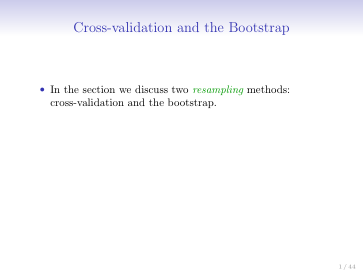 Cross-validation and the Bootstrap
• In the section we discuss two resampling methods:
cross-validation and the bootstrap.
1 / 44